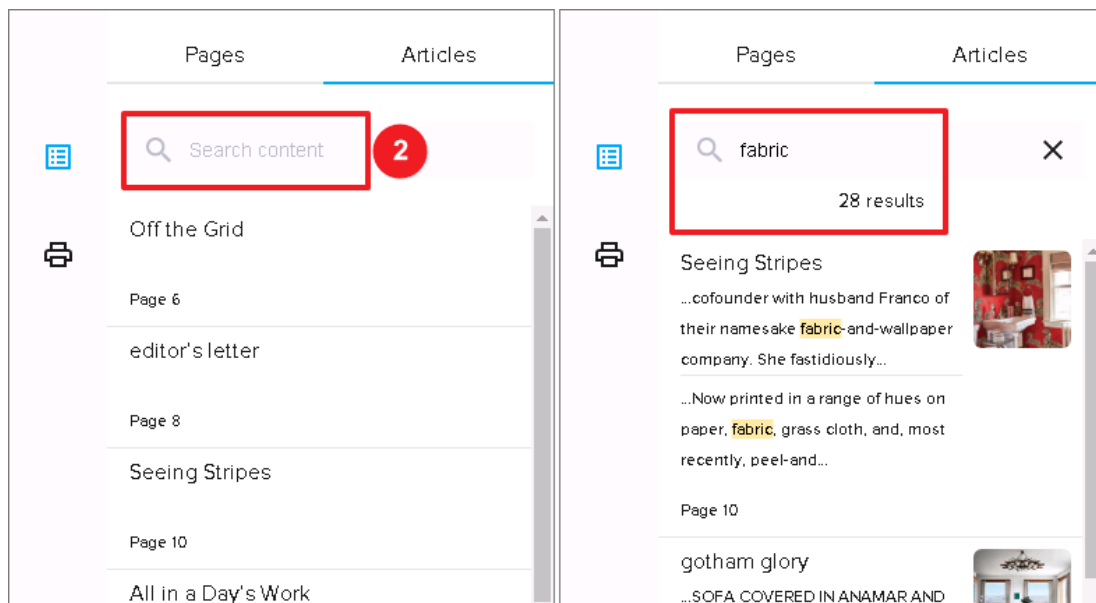 Pages Articles
Search content
2
Off the Grid
Page 6
editor's letter
Page 8
Seeing Stripes
Page 10
All in a Day's Work
Pages Articles
fabric
28 results
Seeing Stripes
...cofounder with husband Franco of
their namesake fabric-and-wallpaper
company. She fastidiously...
...Now printed in a range of hues on
paper, fabric, grass cloth, and, most
recently, peel-and...
Page 10
gotham glory
...SOFA COVERED IN ANAMAR AND